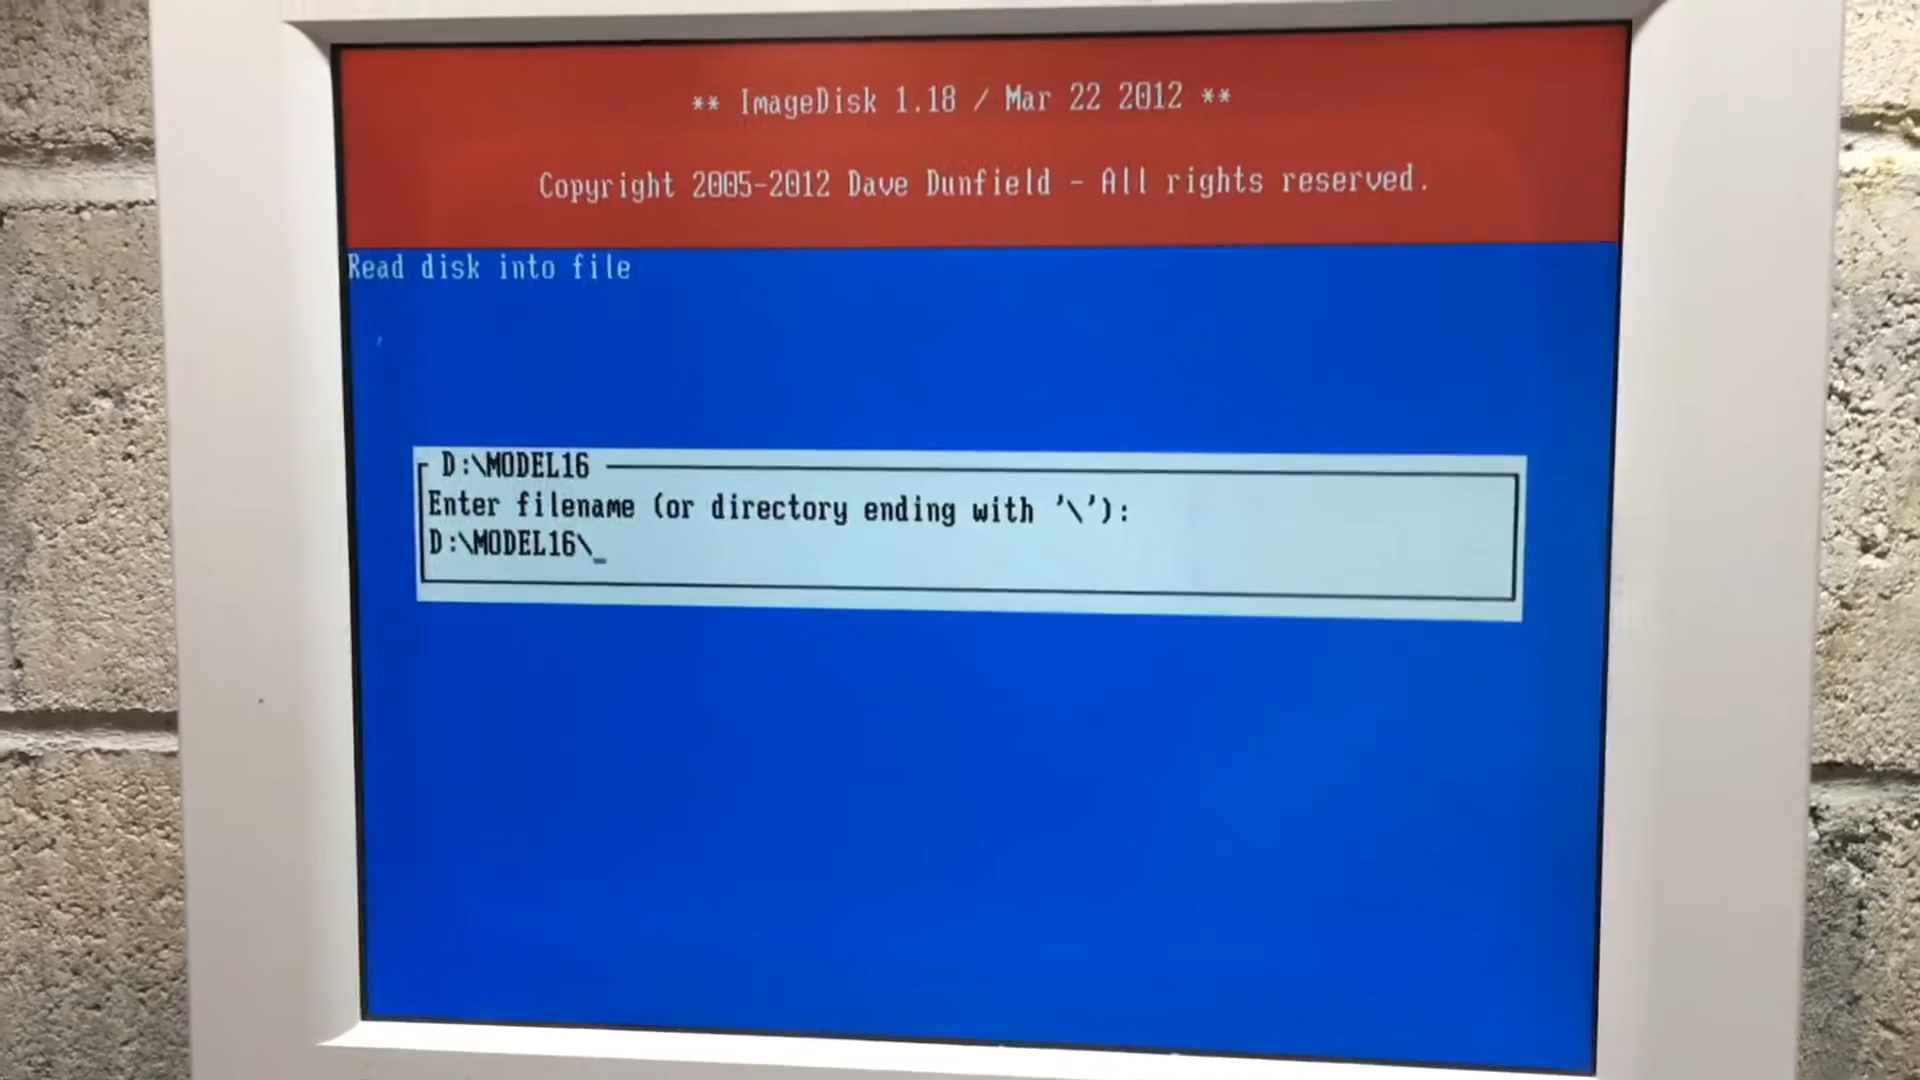 ** ImageDisk 1.18 / Mar 22 2012 **
Copyright 2005-2012 Dave Dunfield - All rights reserved.
Read disk into file
D:\MODEL16
Enter filename (or directory ending with '\'):
D:\MODEL16\_